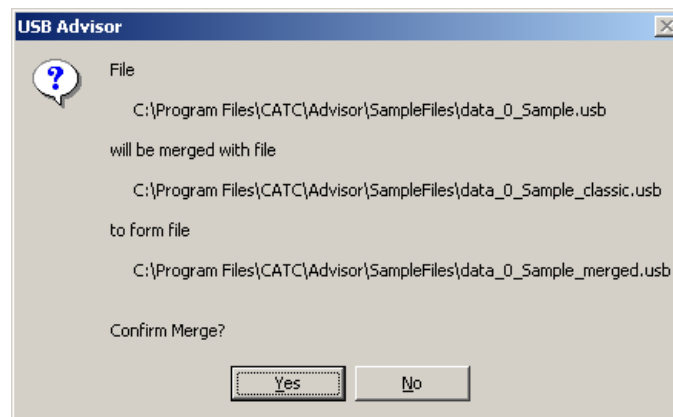 USB Advisor
?
File
C:\Program Files\CATC\Advisor\SampleFiles\data_0_Sample.usb
will be merged with file
C:\Program Files\CATC\Advisor\SampleFiles\data_0_Sample_classic.usb
to form file
C:\Program Files\CATC\Advisor\SampleFiles\data_0_Sample_merged.usb
Confirm Merge?
Yes No